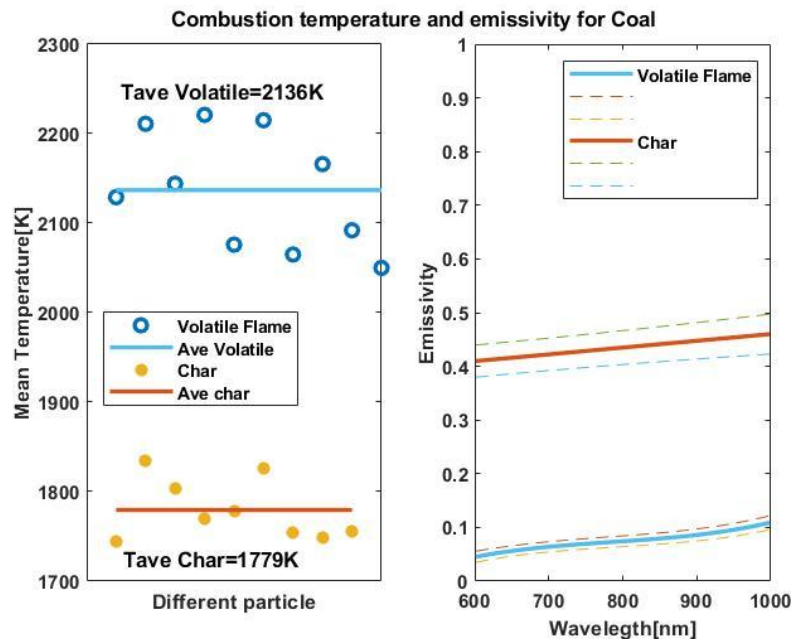 Combustion temperature and emissivity for Coal
Mean Temperature[K]
2300
2200
2100
2000
1900
1800
1700
Tave Volatile=2136K
Volatile Flame
Ave Volatile
Char
Ave char
Tave Char=1779K
Different particle
Emissivity
1
0.9
0.8
0.7
0.6
0.5
0.4
0.3
0.2
0.1
0
Volatile Flame
Char
600 700 800 900 1000
Wavelegth[nm]